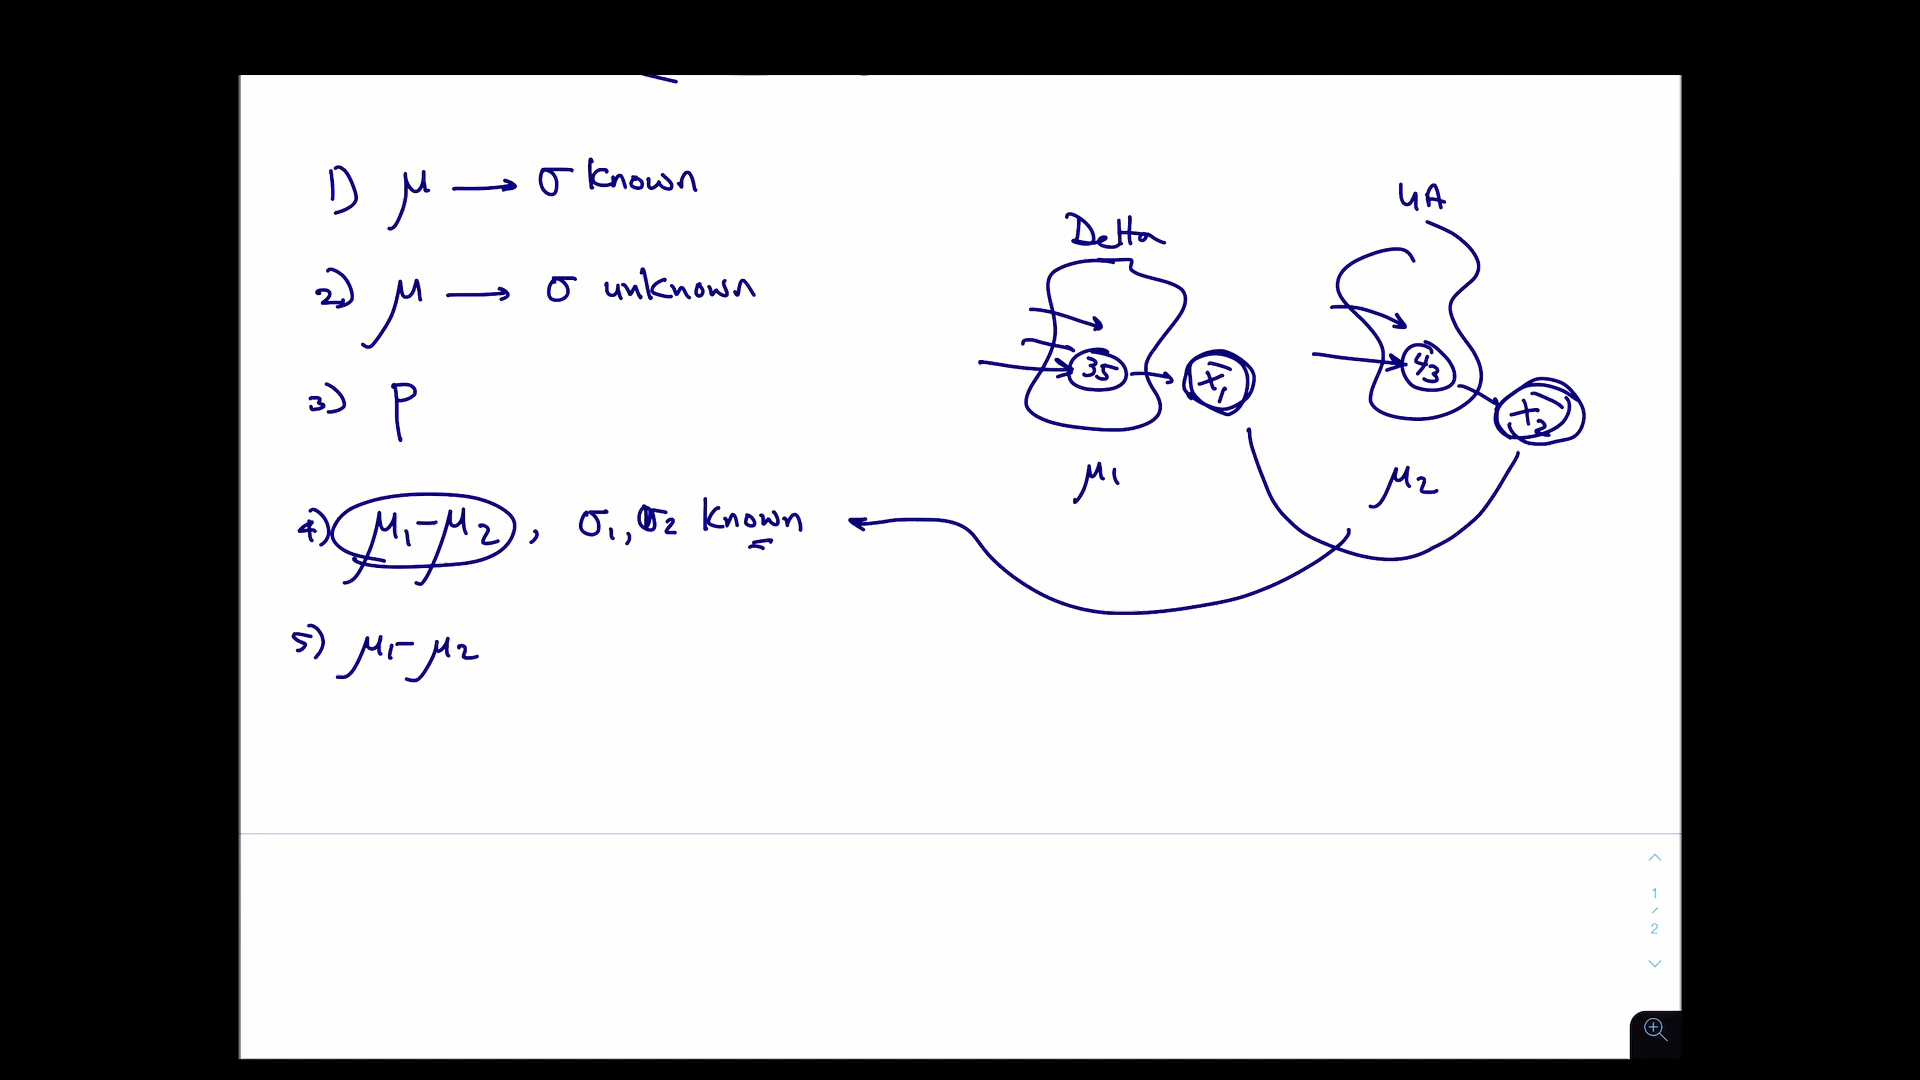 1) μ → σ known
2) μ → σ unknown
3) P
4) μ₁-μ₂, σ₁, σ₂ known
5) μ₁-μ₂
Delta
35
x̄₁
μ₁
UA
43
x̄₂
μ₂
1
/
2